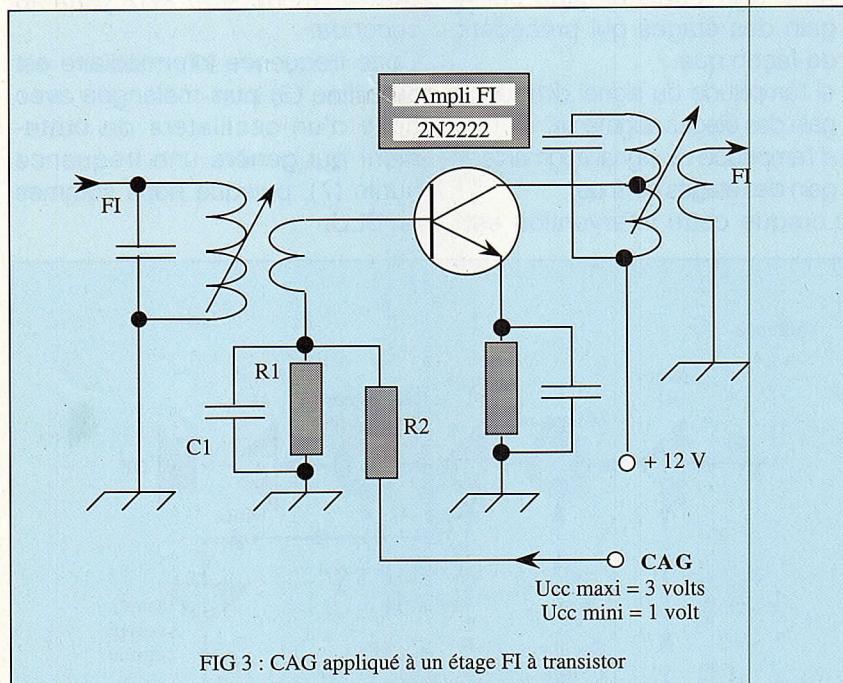 Ampli FI
2N2222
FI
FI
R1
C1
R2
+ 12 V
CAG
Ucc maxi = 3 volts
Ucc mini = 1 volt
FIG 3 : CAG appliqué à un étage FI à transistor